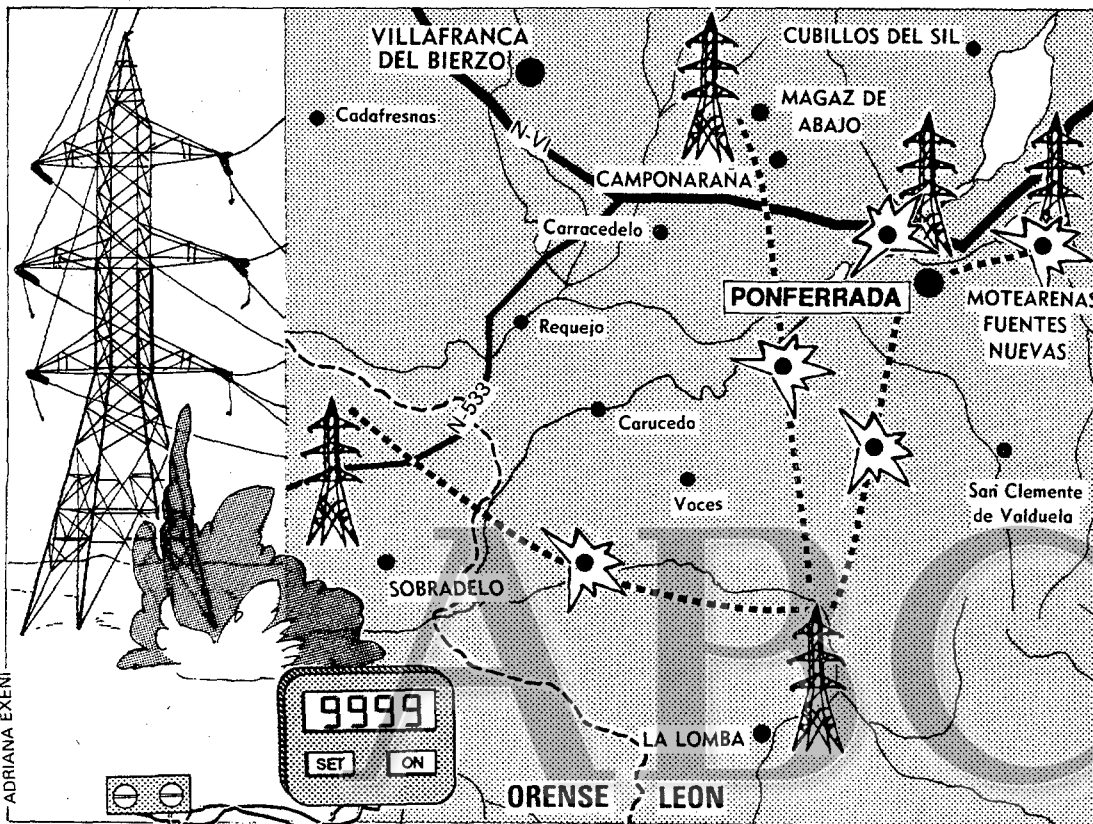 VILLAFRANCA
DEL BIERZO
CUBILLOS DEL SIL
Cadafresnas
MAGAZ DE
ABAJO
N-VI
CAMPONARAÑA
Carracedelo
PONFERRADA
MOTEARENAS
FUENTES
NUEVAS
Requejo
N-533
Carucedo
Voces
San Clemente
de Valduela
SOBRADELO
9999
SET
ON
LA LOMBA
ORENSE
LEON
ADRIANA EXENI
ABC